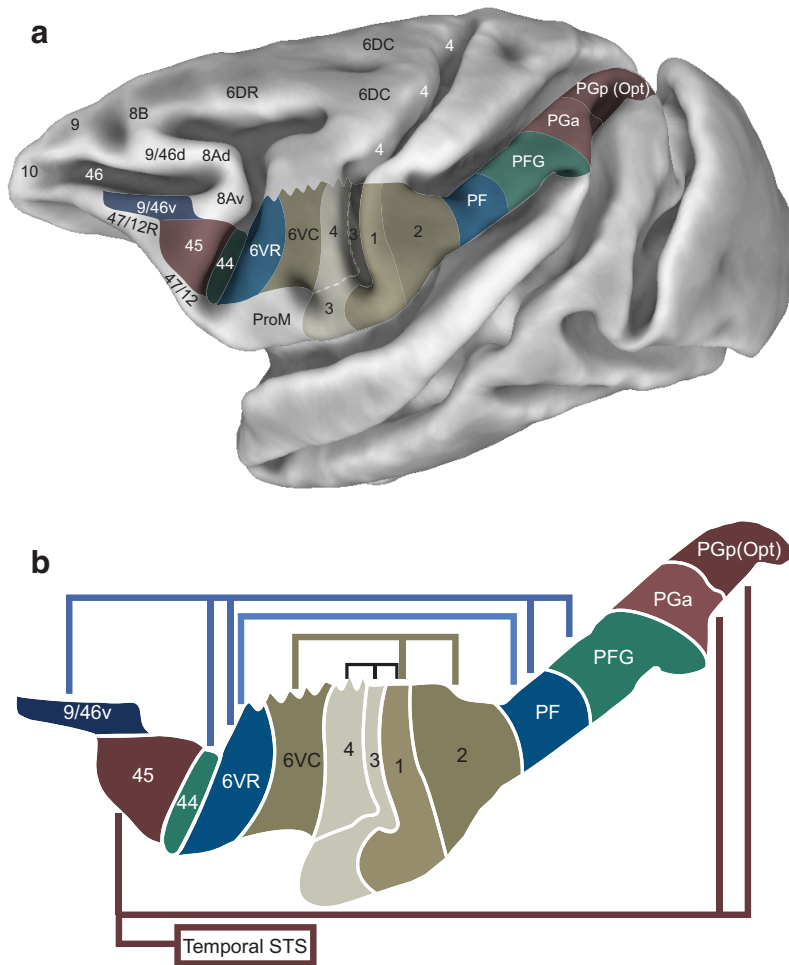 a
6DC
4
6DR
6DC
4
PGp (Opt)
9
8B
PGa
9/46d
8Ad
4
PFG
10
46
8Av
PF
9/46v
47/12R
45
44
6VR
6VC
4
3
1
2
47/12
ProM
3
b
PGp(Opt)
PGa
PFG
9/46v
PF
45
44
6VR
6VC
4
3
1
2
Temporal STS